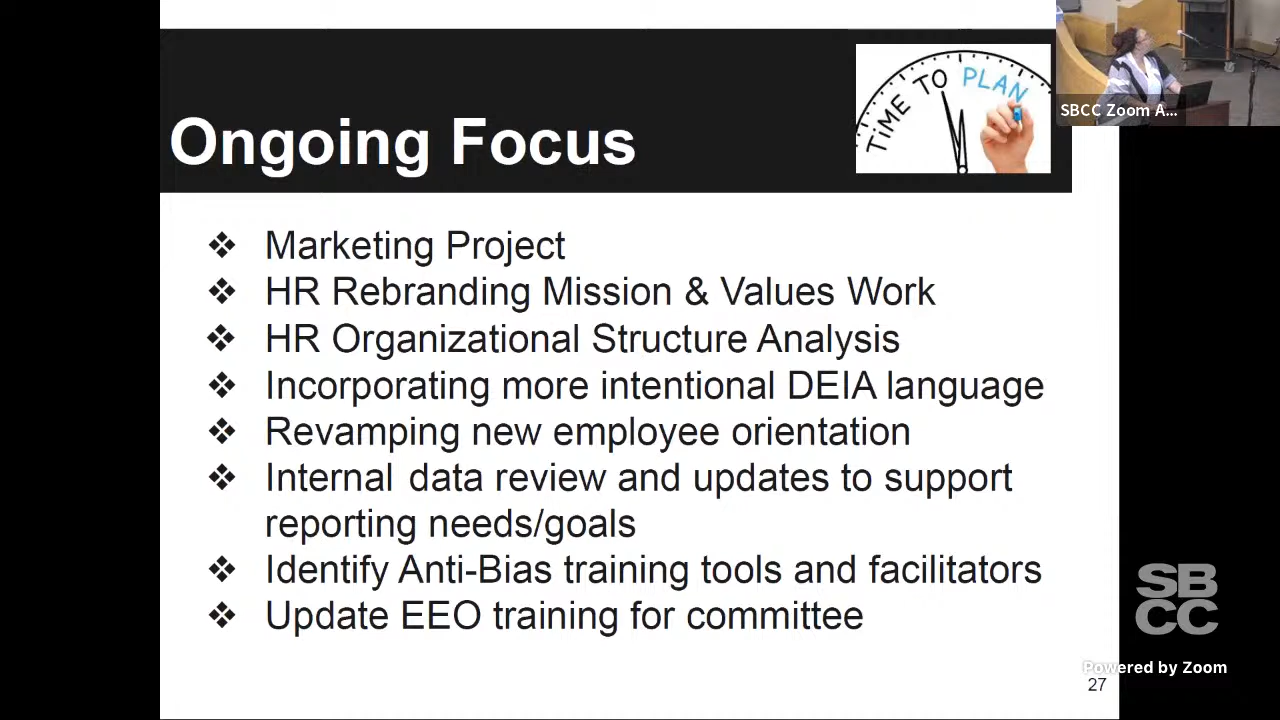 Ongoing Focus
TIME TO PLAN
SBCC Zoom A...
❖ Marketing Project
❖ HR Rebranding Mission & Values Work
❖ HR Organizational Structure Analysis
❖ Incorporating more intentional DEIA language
❖ Revamping new employee orientation
❖ Internal data review and updates to support
reporting needs/goals
❖ Identify Anti-Bias training tools and facilitators
❖ Update EEO training for committee
SB
CC
Powered by Zoom
27